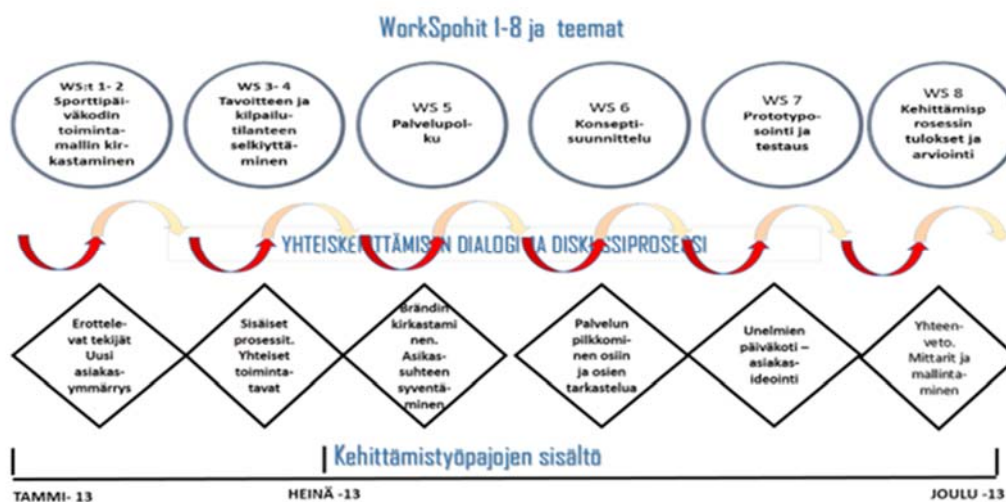 WorkSpohit 1-8 ja teemat
WS:t 1- 2
Sporttipäi-
väkodin
toiminta-
mallin kir-
kastaminen
WS 3- 4
Tavoitteen ja
kilpailu-
tilanteen
selkiyttä-
minen
WS 5
Palvelupol-
ku
WS 6
Konsepti-
suunnittelu
WS 7
Prototypo-
sointi ja
testaus
WS 8
Kehittämisp
rosessin
tulokset ja
arviointi
DIALOGI
Erottele-
vat tekijät
Uusi
asiakas-
ymmärrys
Sisäiset
prosessit.
Yhteiset
toiminta-
tavat
Brändin
kirkastami
nen.
Asikas-
suhteen
syventä-
minen
Palvelun
pilkkomi-
nen osiin
ja osien
tarkastelua
Unelmien
päiväkoti –
asiakas-
ideointi
Yhteen-
veto.
Mittarit ja
mallinta-
minen
Kehittämistyöpajojen sisältö
TAMMI- 13
HEINÄ -13
JOULU -13